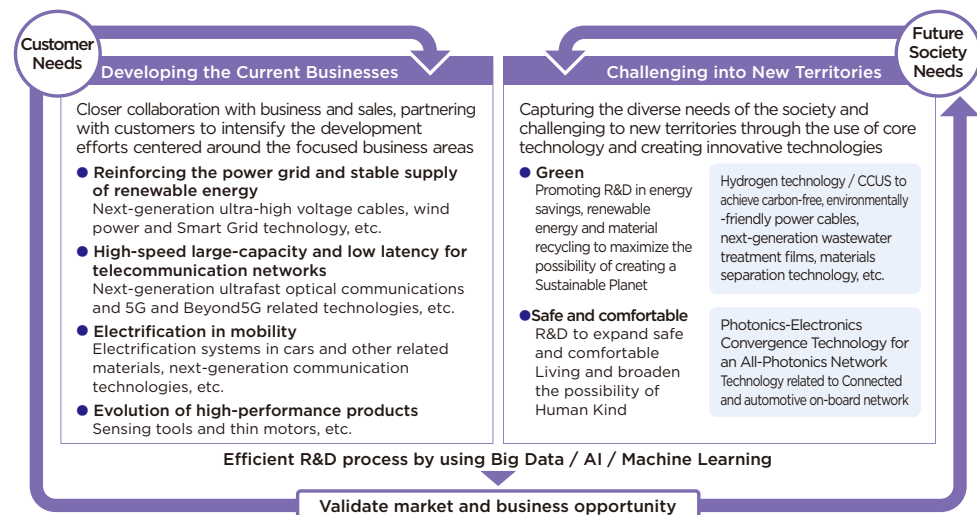 Customer
Needs
Future
Society
Needs
Developing the Current Businesses
Closer collaboration with business and sales, partnering
with customers to intensify the development
efforts centered around the focused business areas
● Reinforcing the power grid and stable supply
of renewable energy
Next-generation ultra-high voltage cables, wind
power and Smart Grid technology, etc.
● High-speed large-capacity and low latency for
telecommunication networks
Next-generation ultrafast optical communications
and 5G and Beyond5G related technologies, etc.
● Electrification in mobility
Electrification systems in cars and other related
materials, next-generation communication
technologies, etc.
● Evolution of high-performance products
Sensing tools and thin motors, etc.
Challenging into New Territories
Capturing the diverse needs of the society and
challenging to new territories through the use of core
technology and creating innovative technologies
● Green
Promoting R&D in energy
savings, renewable
energy and material
recycling to maximize the
possibility of creating a
Sustainable Planet
Hydrogen technology / CCUS to
achieve carbon-free, environmentally
-friendly power cables,
next-generation wastewater
treatment films, materials
separation technology, etc.
●Safe and comfortable
R&D to expand safe
and comfortable
Living and broaden
the possibility of
Human Kind
Photonics-Electronics
Convergence Technology for
an All-Photonics Network
Technology related to Connected
and automotive on-board network
Efficient R&D process by using Big Data / AI / Machine Learning
Validate market and business opportunity